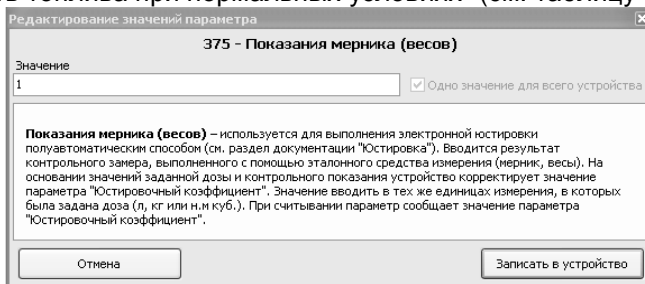 в топлива при нормальных условиях" (см. таблицу
Редактирование значений параметра
375 - Показания мерника (весов)
Значение
1
Одно значение для всего устройства
Показания мерника (весов) – используется для выполнения электронной юстировки
полуавтоматическим способом (см. раздел документации "Юстировка"). Вводится результат
контрольного замера, выполненного с помощью эталонного средства измерения (мерник, весы). На
основании значений заданной дозы и контрольного показания устройство корректирует значение
параметра "Юстировочный коэффициент". Значение вводить в тех же единицах измерения, в которых
была задана доза (л, кг или н.м куб.). При считывании параметр сообщает значение параметра
"Юстировочный коэффициент".
Отмена
Записать в устройство